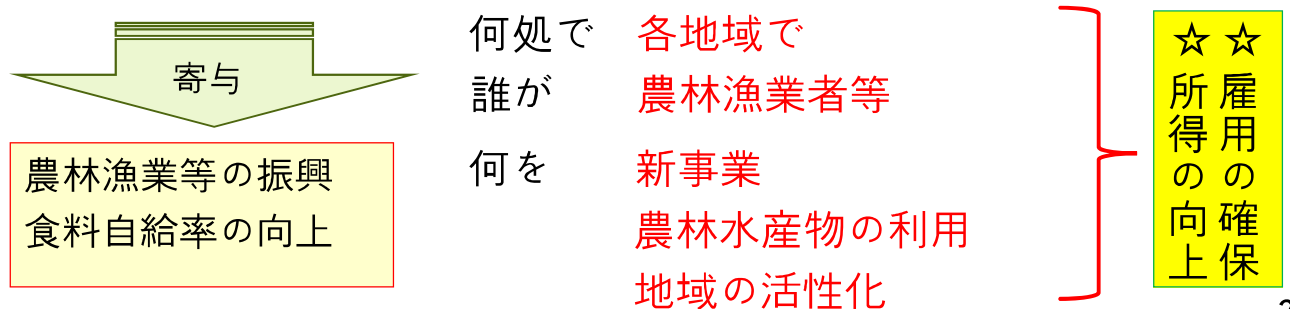 寄与
農林漁業等の振興
食料自給率の向上
何処で 各地域で
誰が 農林漁業者等
何を 新事業
農林水産物の利用
地域の活性化
☆雇用の確保
☆所得の向上